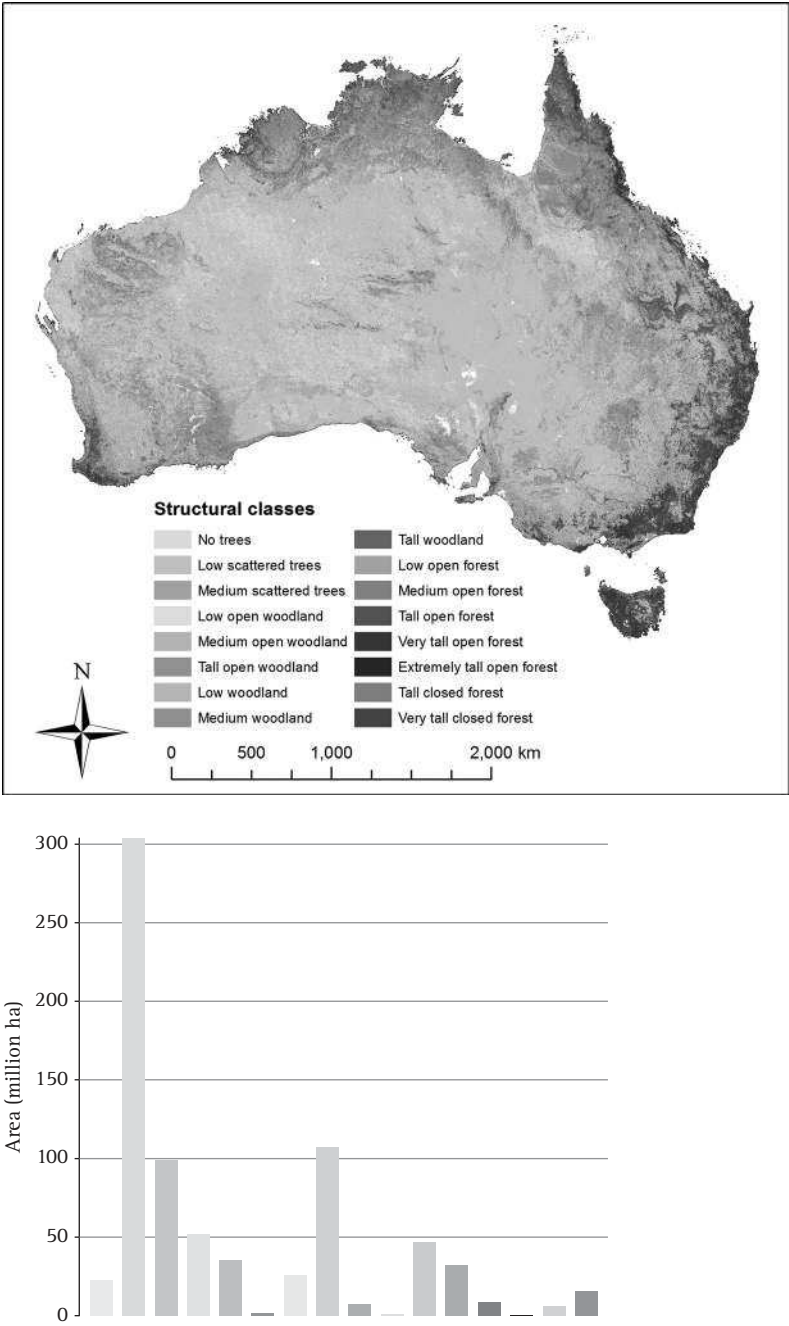 Structural classes
No trees
Low scattered trees
Medium scattered trees
Low open woodland
Medium open woodland
Tall open woodland
Low woodland
Medium woodland
Tall woodland
Low open forest
Medium open forest
Tall open forest
Very tall open forest
Extremely tall open forest
Tall closed forest
Very tall closed forest
N
0 500 1,000 2,000 km
Area (million ha)
300
250
200
150
100
50
0